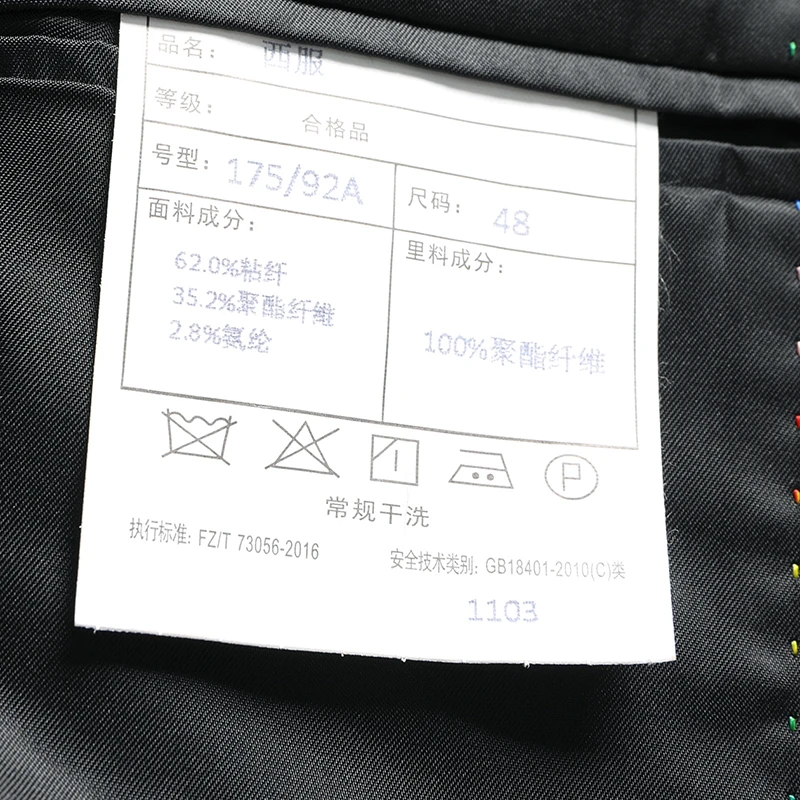 品名： 西服
等级： 合格品
号型：175/92A
尺码： 48
面料成分：
62.0%粘纤
35.2%聚酯纤维
2.8%氨纶
里料成分：
100%聚酯纤维
P
常规干洗
执行标准: FZ/T 73056-2016
安全技术类别: GB18401-2010(C)类
1103